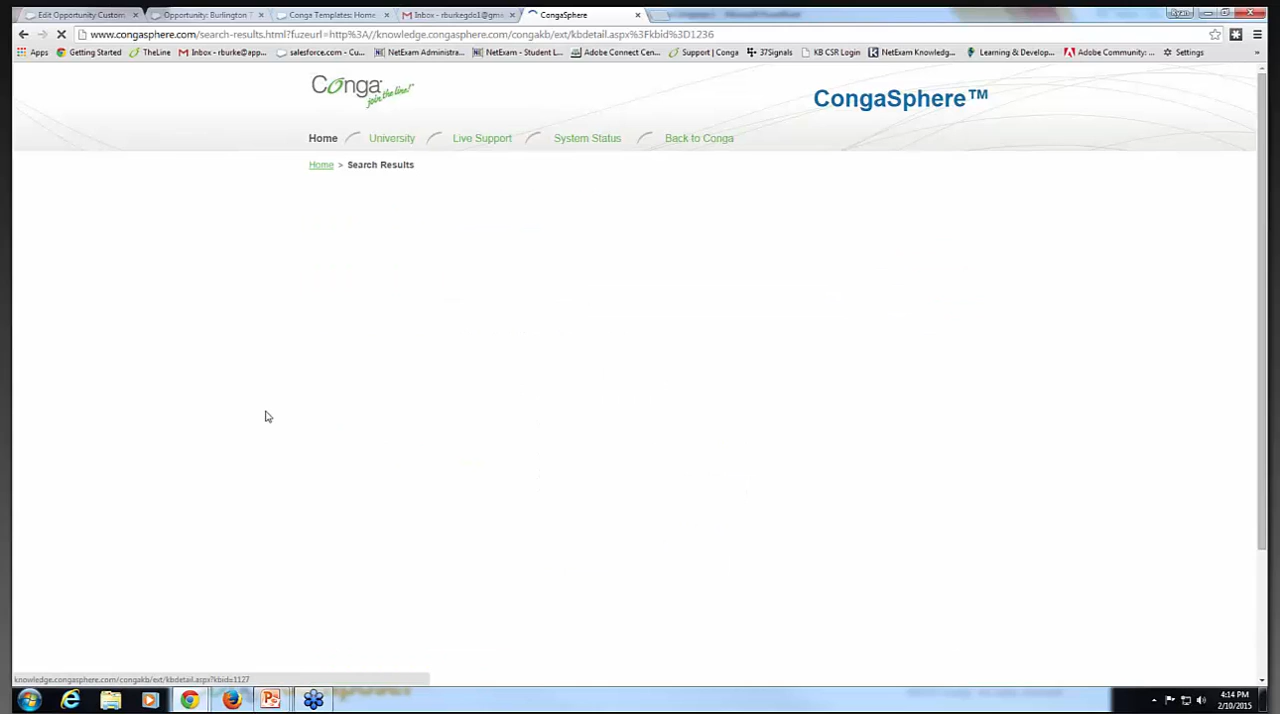 Edit Opportunity Custom
Opportunity: Burlington T
Conga Templates: Home
Inbox - rburkegdo1@gma
CongaSphere
Ryan
www.congasphere.com/search-results.html?fuzeurl=http%3A//knowledge.congasphere.com/congakb/ext/kbdetail.aspx%3Fkbid%3D1236
Apps
Getting Started
TheLine
Inbox - rburke@app...
salesforce.com - Cu...
NetExam Administra...
NetExam - Student L...
Adobe Connect Cen...
Support | Conga
37Signals
KB CSR Login
NetExam Knowledg...
Learning & Develop...
Adobe Community: ...
Settings
»
Conga
join the line!
CongaSphere™
Home
University
Live Support
System Status
Back to Conga
Home > Search Results
knowledge.congasphere.com/congakb/ext/kbdetail.aspx?kbid=1127
4:14 PM
2/10/2015